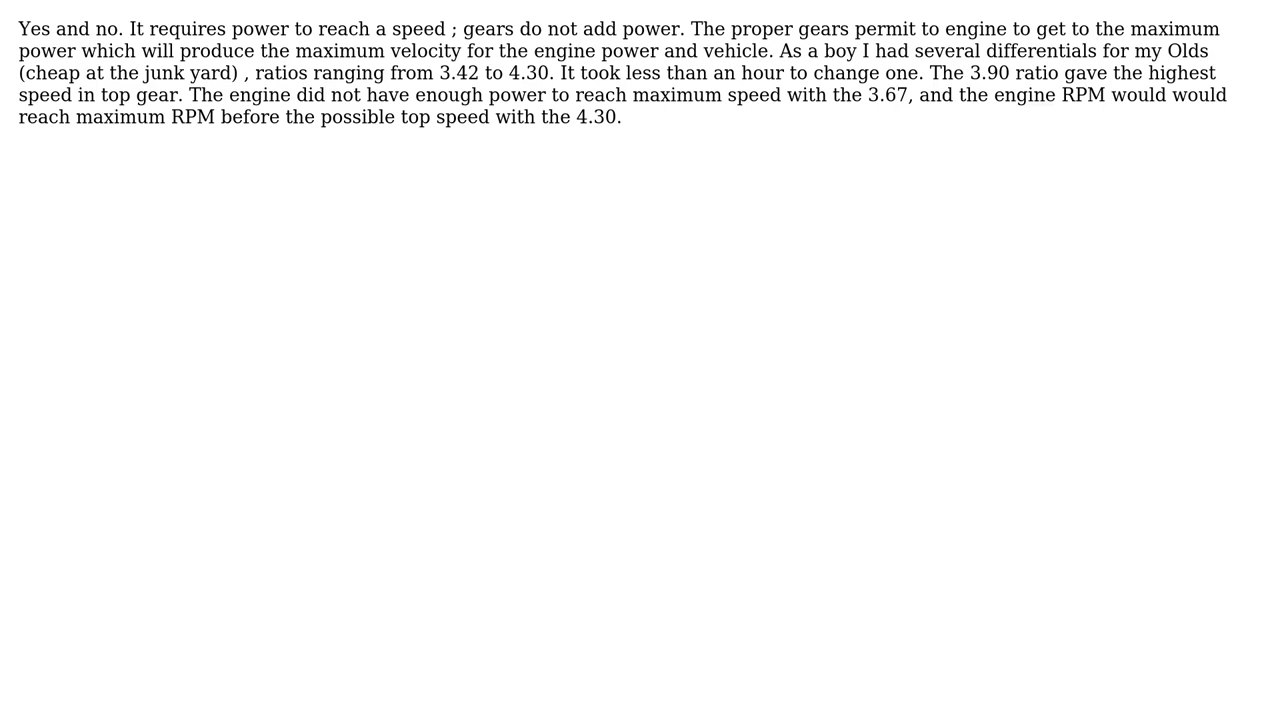 Yes and no. It requires power to reach a speed ; gears do not add power. The proper gears permit to engine to get to the maximum
power which will produce the maximum velocity for the engine power and vehicle. As a boy I had several differentials for my Olds
(cheap at the junk yard) , ratios ranging from 3.42 to 4.30. It took less than an hour to change one. The 3.90 ratio gave the highest
speed in top gear. The engine did not have enough power to reach maximum speed with the 3.67, and the engine RPM would would
reach maximum RPM before the possible top speed with the 4.30.